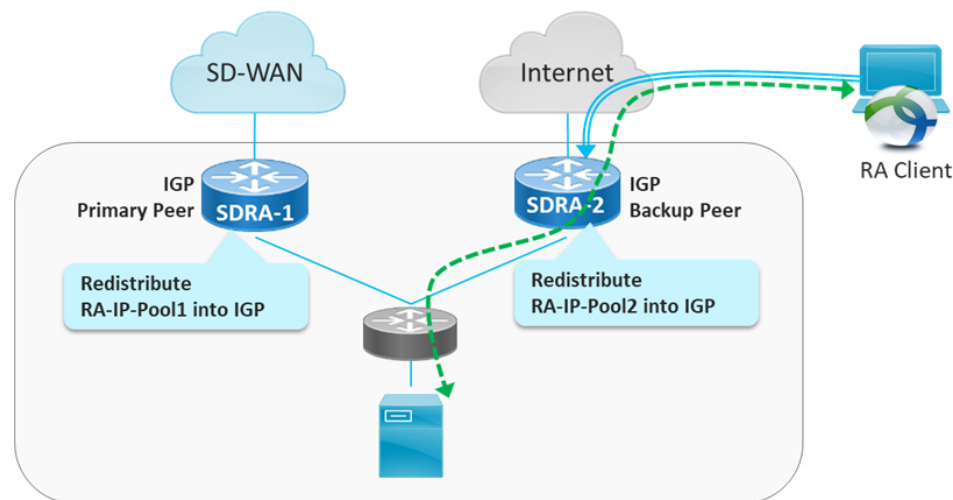 SD-WAN
Internet
RA Client
IGP
Primary Peer
SDRA-1
SDRA-2
IGP
Backup Peer
Redistribute
RA-IP-Pool1 into IGP
Redistribute
RA-IP-Pool2 into IGP